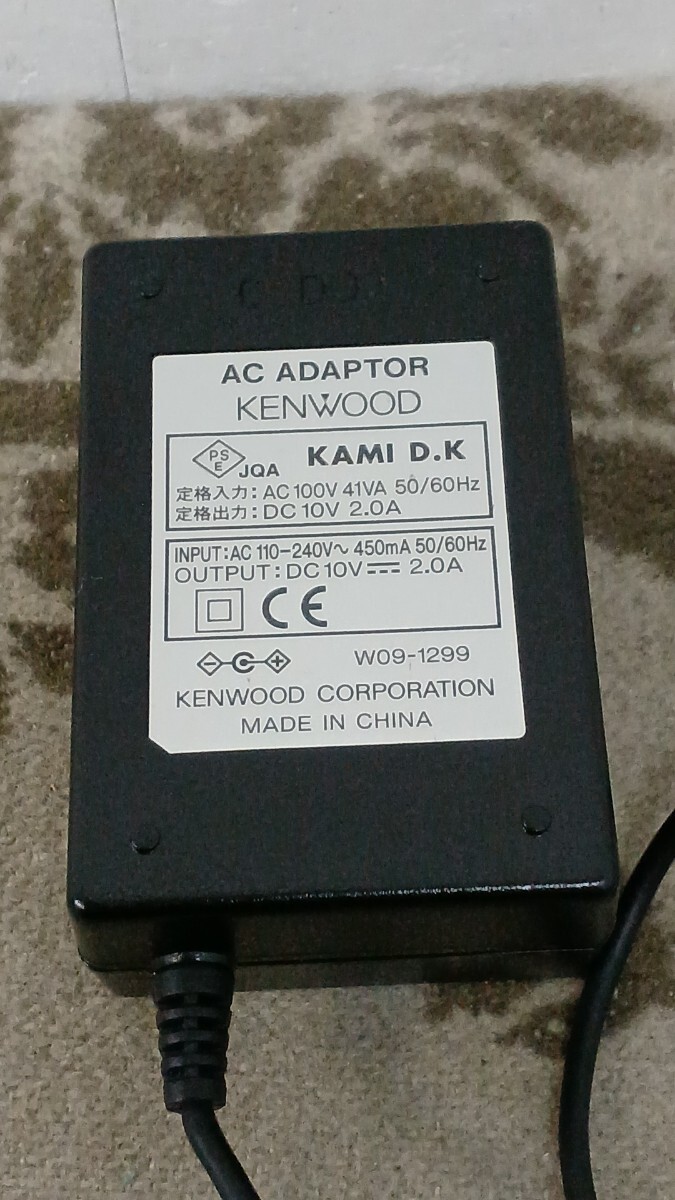 AC ADAPTOR
KENWOOD
PS E JQA KAMI D.K
定格入力: AC 100V 41VA 50/60Hz
定格出力: DC 10V 2.0A
INPUT: AC 110-240V~ 450mA 50/60Hz
OUTPUT: DC 10V ⎓ 2.0A
CE
W09-1299
KENWOOD CORPORATION
MADE IN CHINA